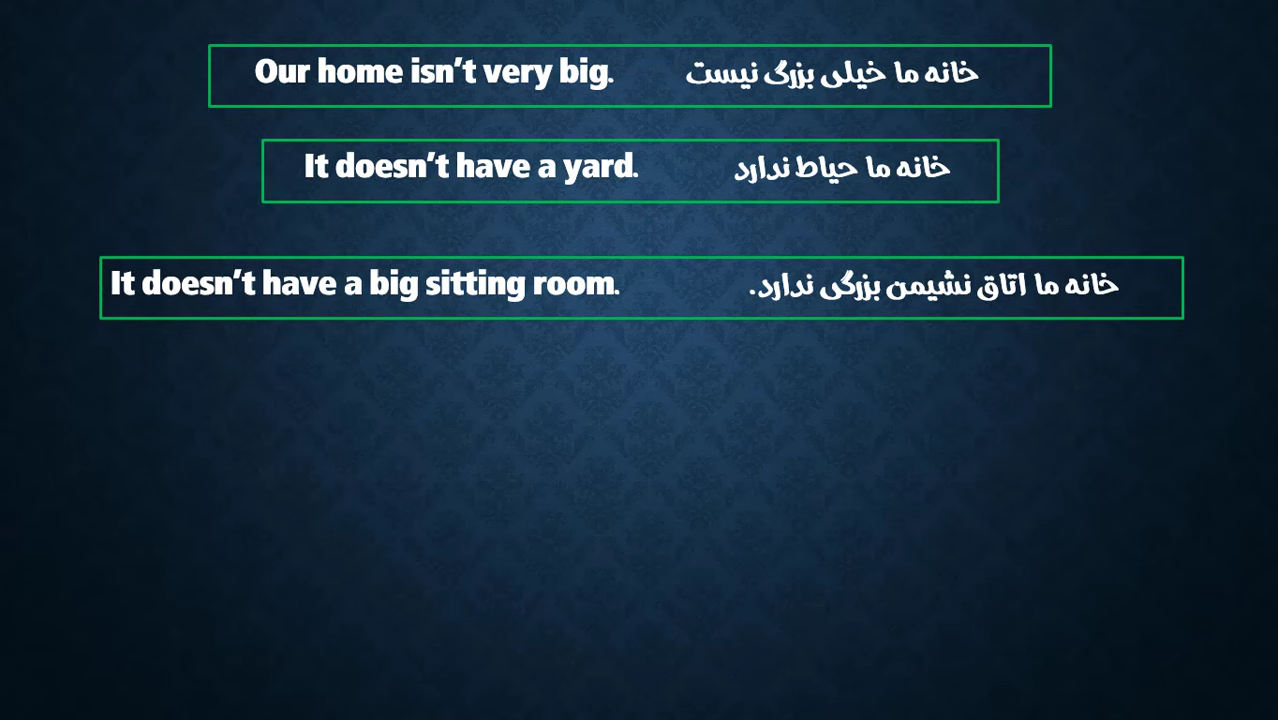 Our home isn't very big. خانه ما خیلی بزرگ نیست
It doesn't have a yard. خانه ما حیاط ندارد
It doesn't have a big sitting room. خانه ما اتاق نشیمن بزرگی ندارد.